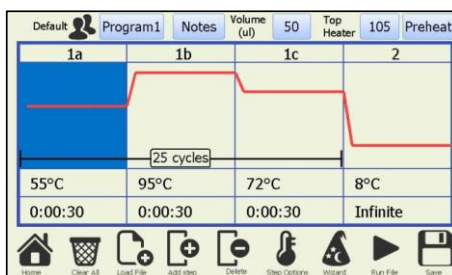 Default Program1 Notes Volume (ul) 50 Top Heater 105 Preheat
1a 1b 1c 2
25 cycles
55°C 95°C 72°C 8°C
0:00:30 0:00:30 0:00:30 Infinite
Home Clear All Load File Add step Delete Step Options Wizard Run File Save